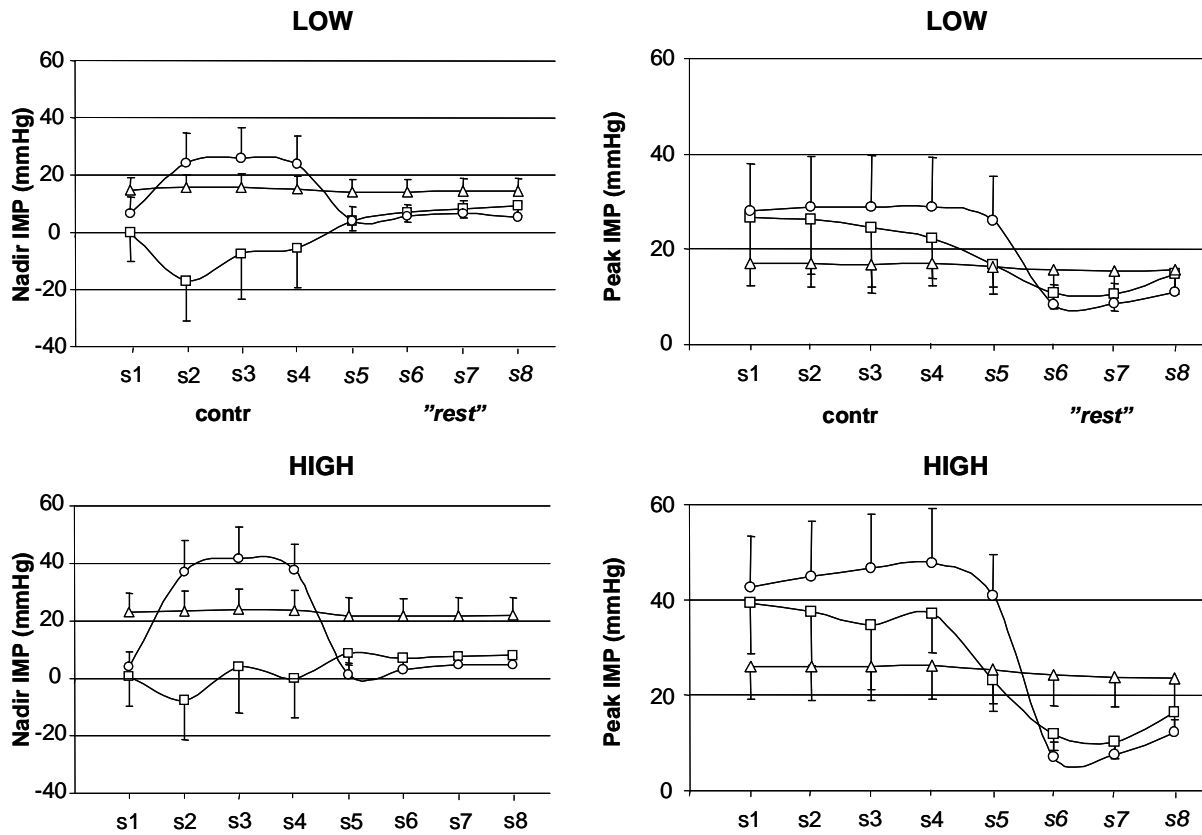 LOW
Nadir IMP (mmHg)
60
40
20
0
-20
-40
s1 s2 s3 s4 s5 s6 s7 s8
contr ”rest”
LOW
Peak IMP (mmHg)
60
40
20
0
s1 s2 s3 s4 s5 s6 s7 s8
contr ”rest”
HIGH
Nadir IMP (mmHg)
60
40
20
0
-20
-40
s1 s2 s3 s4 s5 s6 s7 s8
HIGH
Peak IMP (mmHg)
60
40
20
0
s1 s2 s3 s4 s5 s6 s7 s8